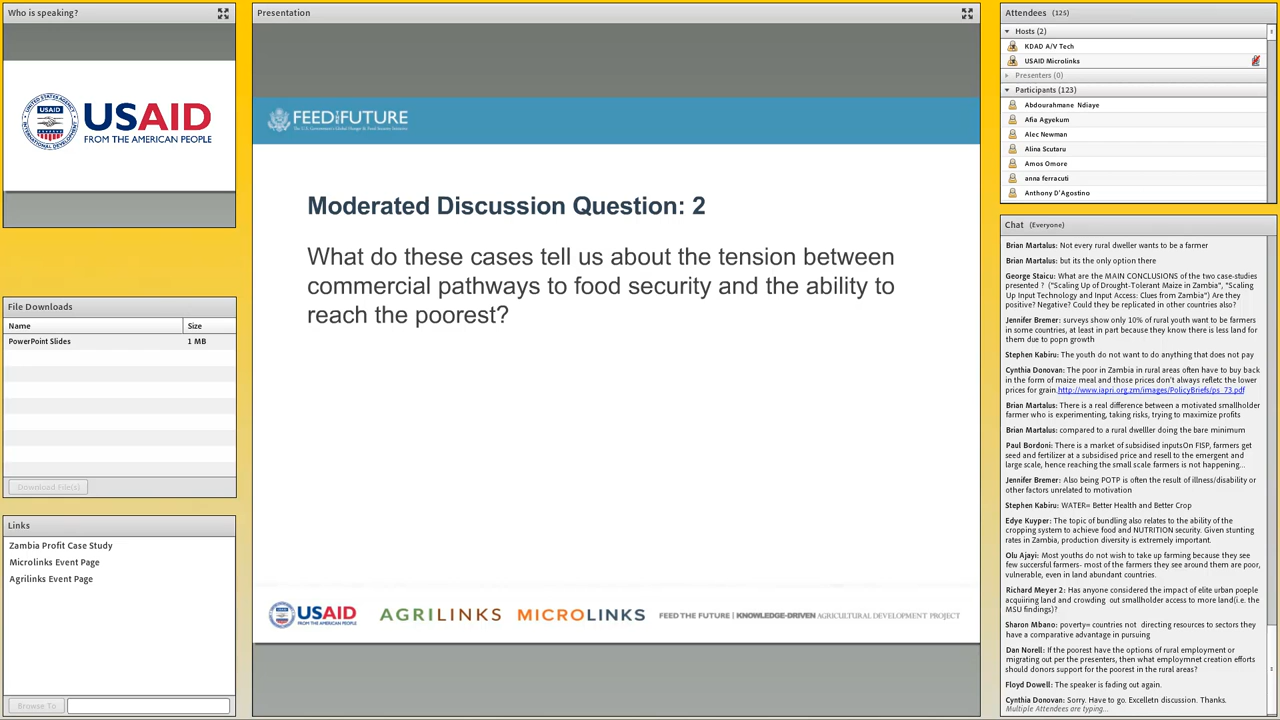 Who is speaking?
USAID
USAID
FROM THE AMERICAN PEOPLE
File Downloads
Name Size
PowerPoint Slides 1 MB
Download File(s)
Links
Zambia Profit Case Study
Microlinks Event Page
Agrilinks Event Page
Browse To
Presentation
FEED THE FUTURE
The U.S. Government's Global Hunger & Food Security Initiative
Moderated Discussion Question: 2
What do these cases tell us about the tension between
commercial pathways to food security and the ability to
reach the poorest?
USAID
FROM THE AMERICAN PEOPLE
AGRILINKS
MICROLINKS
FEED THE FUTURE | KNOWLEDGE-DRIVEN AGRICULTURAL DEVELOPMENT PROJECT
Attendees (125)
Hosts (2)
KDAD A/V Tech
USAID Microlinks
Presenters (0)
Participants (123)
Abdourahmane Ndiaye
Afia Agyekum
Alec Newman
Alina Scutaru
Amos Omore
anna ferracuti
Anthony D'Agostino
Chat (Everyone)
Brian Martalus: Not every rural dweller wants to be a farmer
Brian Martalus: but its the only option there
George Staicu: What are the MAIN CONCLUSIONS of the two case-studies
presented ? ("Scaling Up of Drought-Tolerant Maize in Zambia", "Scaling
Up Input Technology and Input Access: Clues from Zambia") Are they
positive? Negative? Could they be replicated in other countries also?
Jennifer Bremer: surveys show only 10% of rural youth want to be farmers
in some countries, at least in part because they know there is less land for
them due to popn growth
Stephen Kabiru: The youth do not want to do anything that does not pay
Cynthia Donovan: The poor in Zambia in rural areas often have to buy back
in the form of maize meal and those prices don't always refletc the lower
prices for grain.http://www.iapri.org.zm/images/PolicyBriefs/ps_73.pdf
Brian Martalus: There is a real difference between a motivated smallholder
farmer who is experimenting, taking risks, trying to maximize profits
Brian Martalus: compared to a rural dwelller doing the bare minimum
Paul Bordoni: There is a market of subsidised inputsOn FISP, farmers get
seed and fertilizer at a subsidised price and resell to the emergent and
large scale, hence reaching the small scale farmers is not happening...
Jennifer Bremer: Also being POTP is often the result of illness/disability or
other factors unrelated to motivation
Stephen Kabiru: WATER= Better Health and Better Crop
Edye Kuyper: The topic of bundling also relates to the ability of the
cropping system to achieve food and NUTRITION security. Given stunting
rates in Zambia, production diversity is extremely important.
Olu Ajayi: Most youths do not wish to take up farming because they see
few succesful farmers- most of the farmers they see around them are poor,
vulnerable, even in land abundant countries.
Richard Meyer 2: Has anyone considered the impact of elite urban poeple
acquiring land and crowding out smallholder access to more land(i.e. the
MSU findings)?
Sharon Mbano: poverty= countries not directing resources to sectors they
have a comparative advantage in pursuing
Dan Norell: If the poorest have the options of rural employment or
migrating out per the presenters, then what employmnet creation efforts
should donors support for the poorest in the rural areas?
Floyd Dowell: The speaker is fading out again.
Cynthia Donovan: Sorry. Have to go. Excelletn discussion. Thanks.
Multiple Attendees are typing...